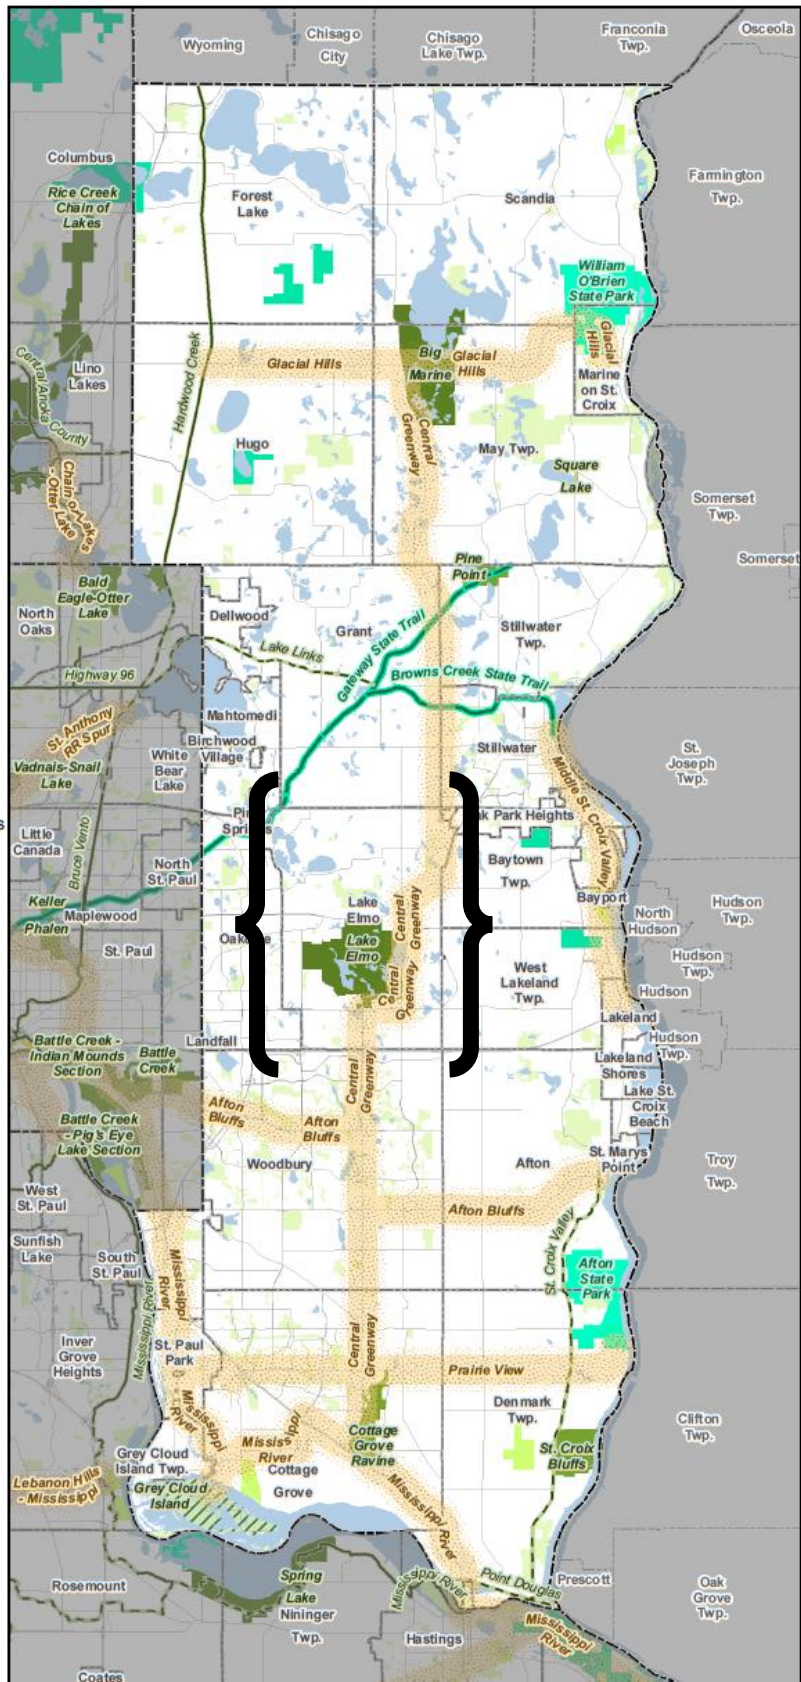 Wyoming
Chisago
City
Chisago
Lake Twp.
Franconia
Twp.
Osceola
Columbus
Rice Creek
Chain of
Lakes
Forest
Lake
Scandia
Farmington
Twp.
William
O'Brien
State Park
Central Anoka
County
Lino
Lakes
Hardwood Creek
Glacial Hills
Big
Marine
Glacial
Hills
Glacial
Hills
Marine
on St.
Croix
Chain of Lakes
- Otter Lake
Hugo
Central
Greenway
May Twp.
Square
Lake
Somerset
Twp.
Somerset
Bald
Eagle-Otter
Lake
North
Oaks
Pine
Point
Dellwood
Grant
Stillwater
Twp.
Lake Links
Gateway State Trail
Browns Creek State Trail
Highway 96
St. Anthony
RR Spur
Mahtomedi
Birchwood
Village
White
Bear
Lake
Stillwater
St.
Joseph
Twp.
Vadnais-Snail
Lake
s
Little
Canada
Bruce Vento
North
St. Paul
Middle St. Croix Valley
k Park Heights
Baytown
Twp.
Bayport
Keller
Phalen
Maplewood
St. Paul
Lake
Elmo
Lake
Elmo
Central
Greenway
Central
Greenway
North
Hudson
Hudson
Twp.
Hudson
Twp.
Hudson
West
Lakeland
Twp.
Lakeland
Hudson
Twp.
Landfall
Battle Creek -
Indian Mounds
Section
Battle
Creek
Lakeland
Shores
Lake St.
Croix
Beach
Central
Greenway
Afton
Bluffs
Afton
Bluffs
Battle Creek
- Pig's Eye
Lake Section
Woodbury
Afton
St. Marys
Point
Troy
Twp.
West
St. Paul
Afton Bluffs
Sunfish
Lake
South
St. Paul
Mississippi
River
St. Croix Valley
Afton
State
Park
Mississippi River
Inver
Grove
Heights
St. Paul
Park
Central
Greenway
Prairie View
Mississippi
River
Denmark
Twp.
Clifton
Twp.
Mississippi
River
Cottage
Grove
Ravine
St. Croix
Bluffs
Grey Cloud
Island Twp.
Cottage
Grove
Lebanon Hills
- Mississippi
Grey Cloud
Island
Mississippi River
Rosemount
Spring
Lake
Nininger
Twp.
Mississippi River
Point Douglas
Prescott
Oak
Grove
Twp.
Hastings
Mississippi
River
Coates